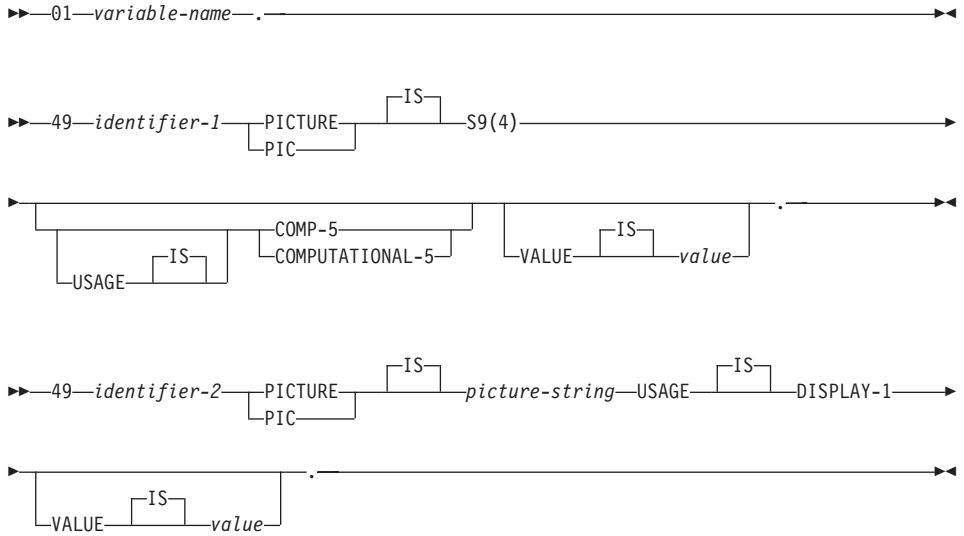 01 variable-name .
IS
49 identifier-1 PICTURE S9(4)
PIC
COMP-5 .
IS COMPUTATIONAL-5 IS
USAGE VALUE value
IS IS
49 identifier-2 PICTURE picture-string USAGE DISPLAY-1
PIC
.
IS
VALUE value